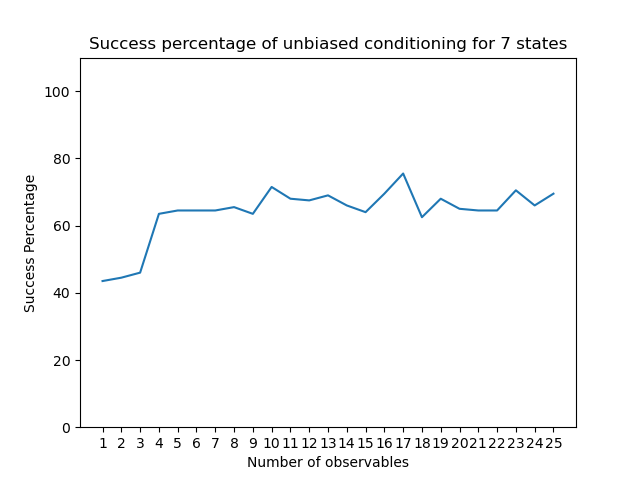 Success percentage of unbiased conditioning for 7 states
100
80
60
40
20
0
Success Percentage
1 2 3 4 5 6 7 8 9 10 11 12 13 14 15 16 17 18 19 20 21 22 23 24 25
Number of observables